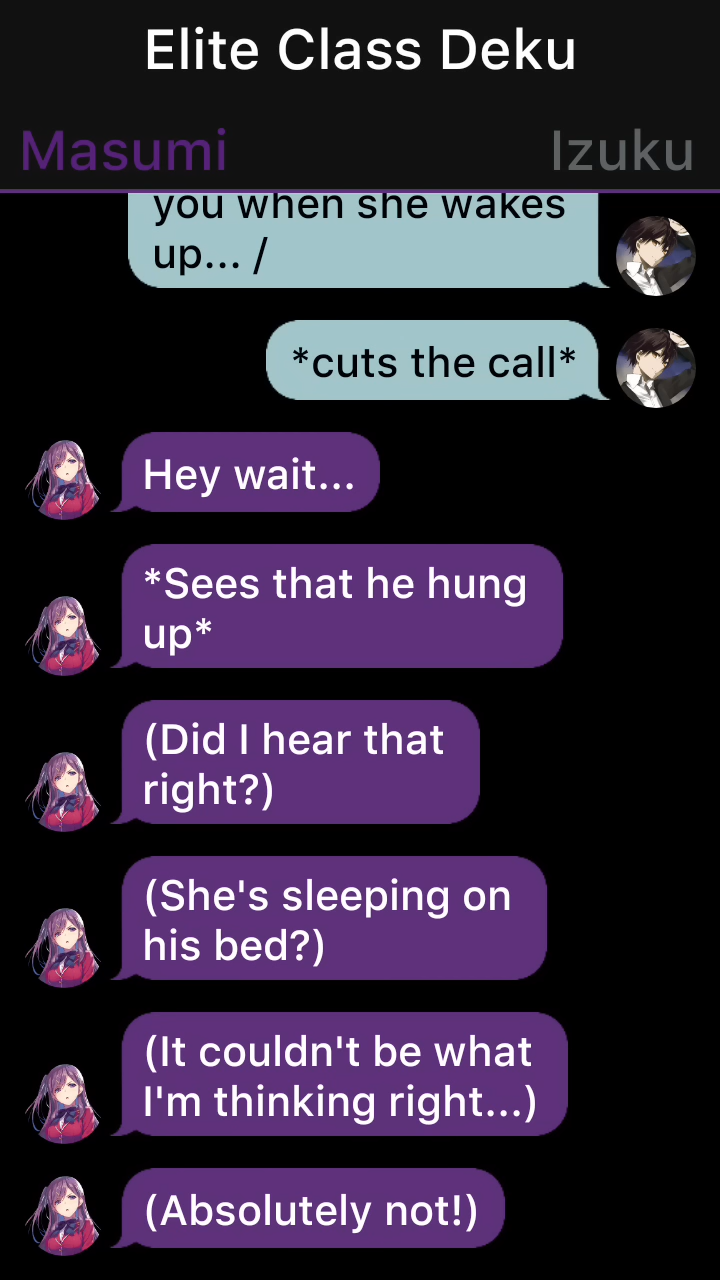 Elite Class Deku
Masumi
Izuku
you when she wakes
up... /
*cuts the call*
Hey wait...
*Sees that he hung
up*
(Did I hear that
right?)
(She's sleeping on
his bed?)
(It couldn't be what
I'm thinking right...)
(Absolutely not!)